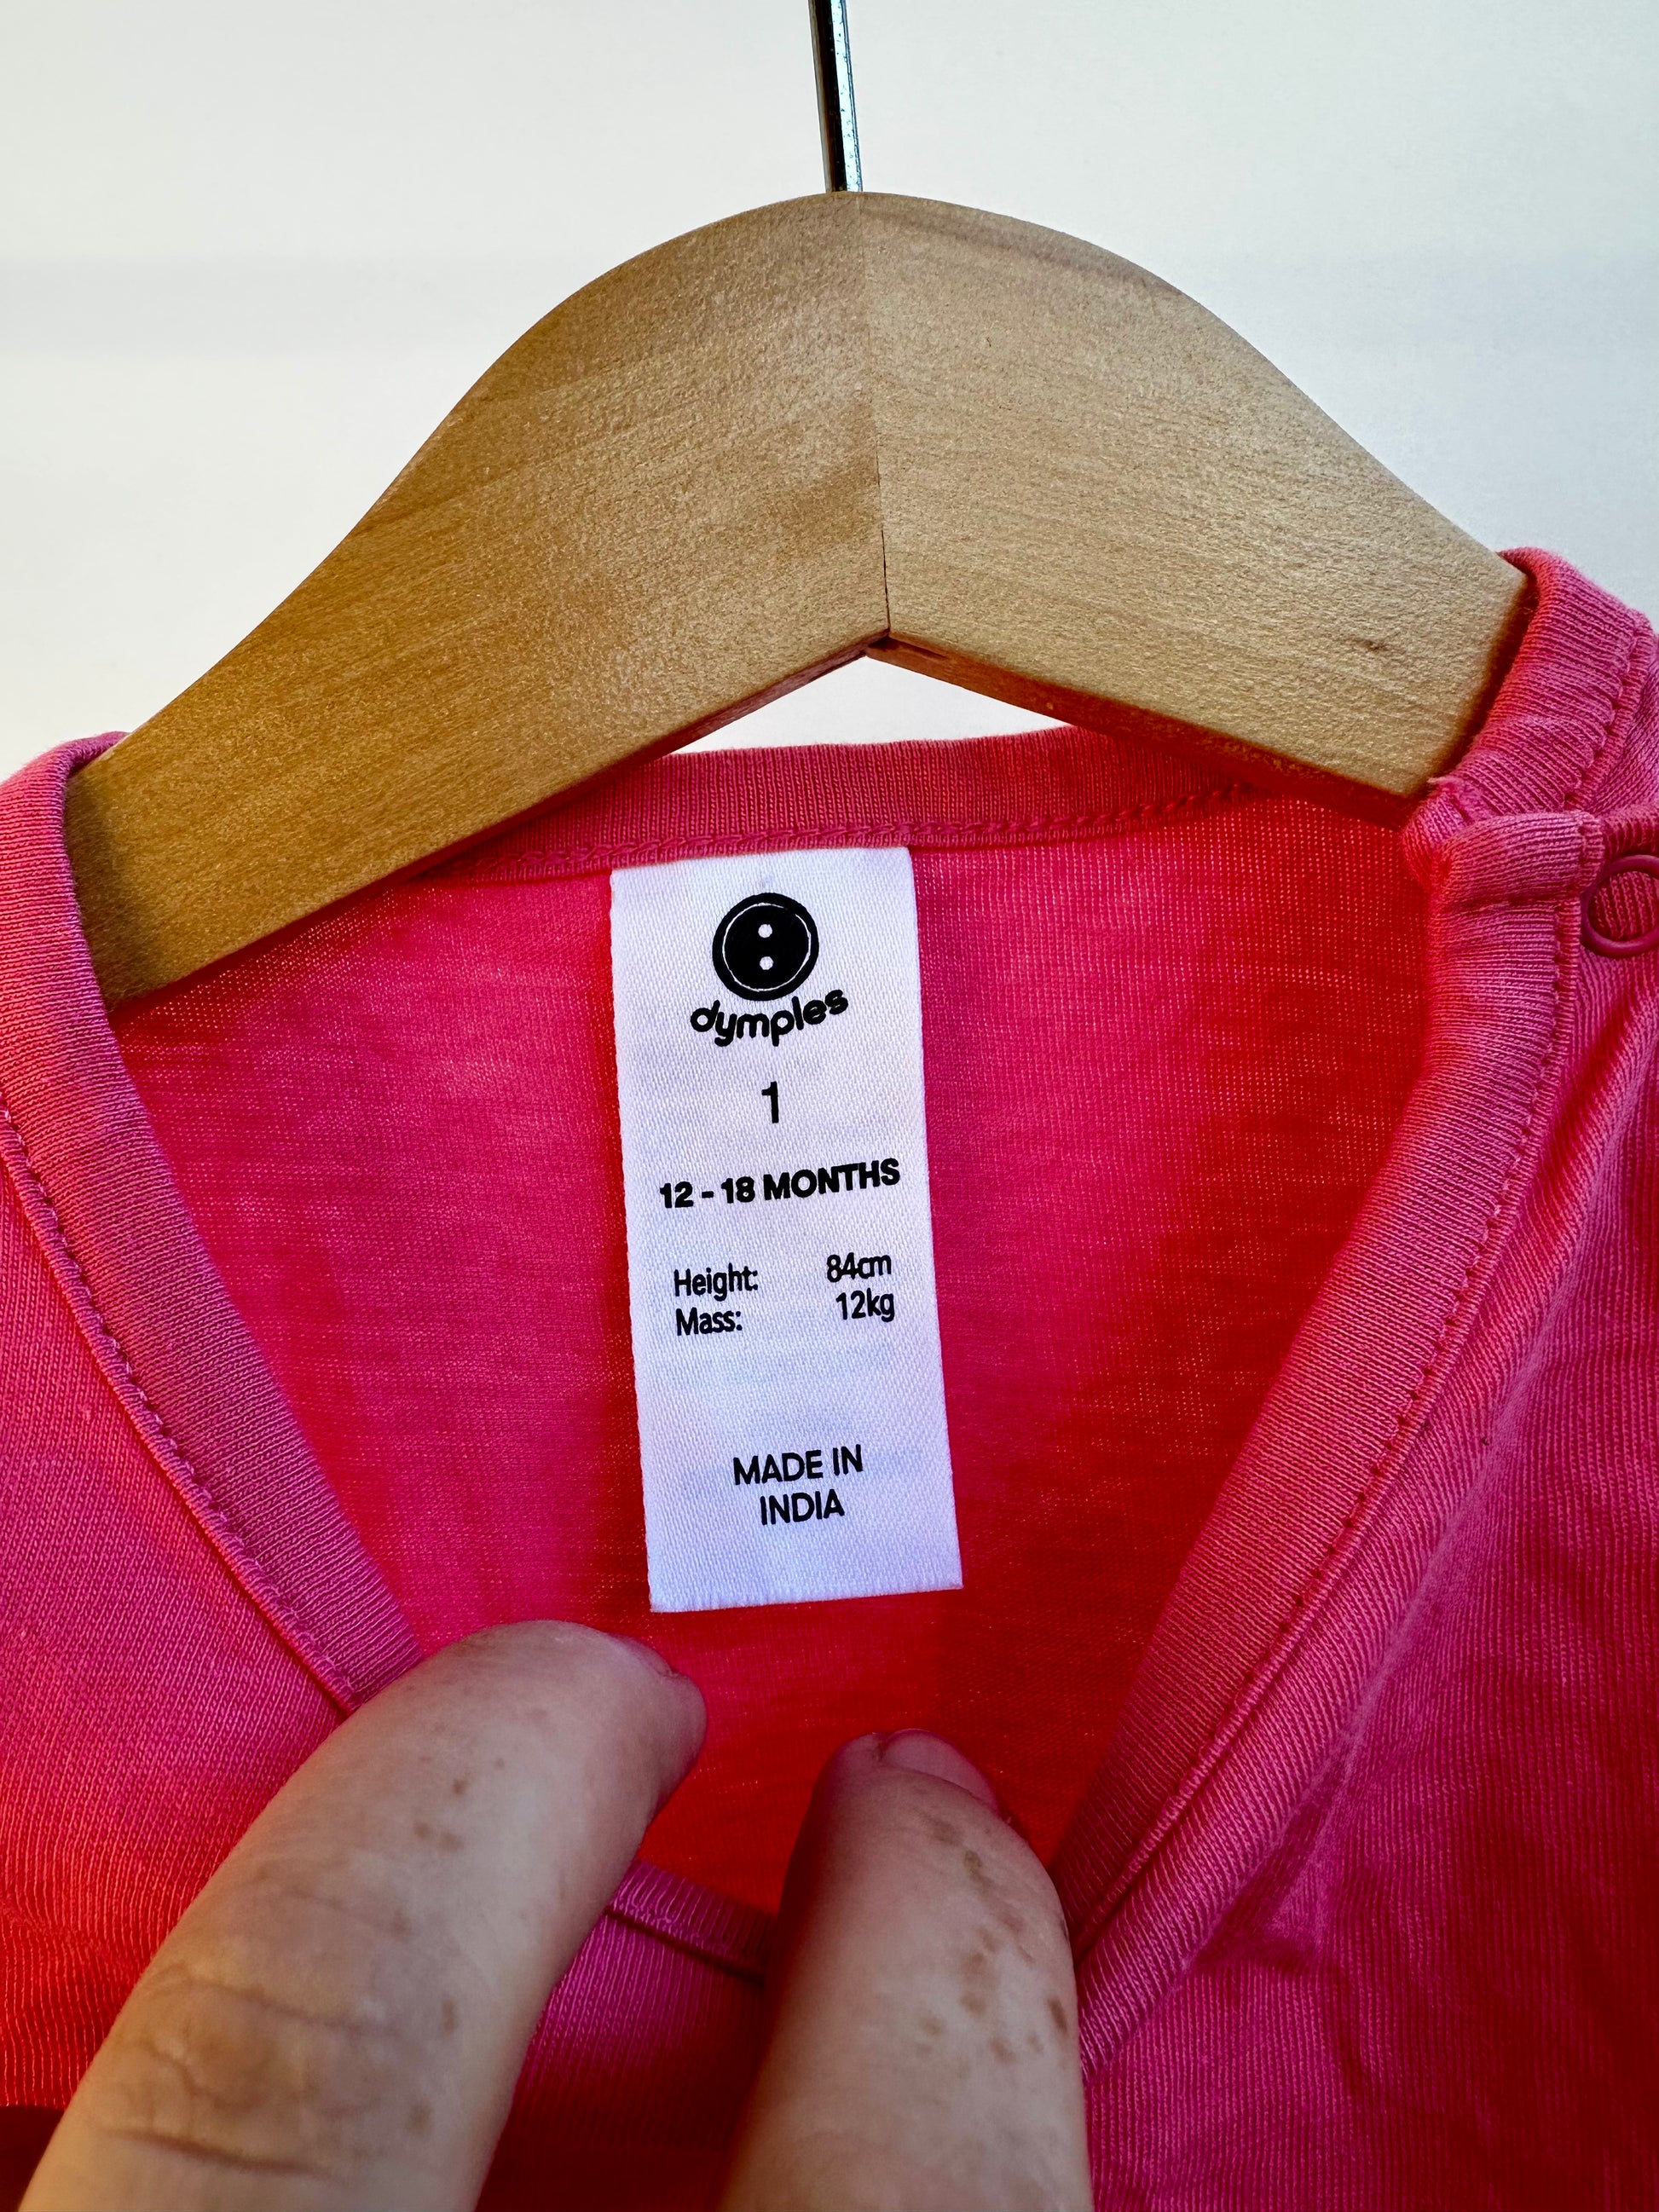 dymples
1
12 - 18 MONTHS
Height: 84cm
Mass: 12kg
MADE IN
INDIA